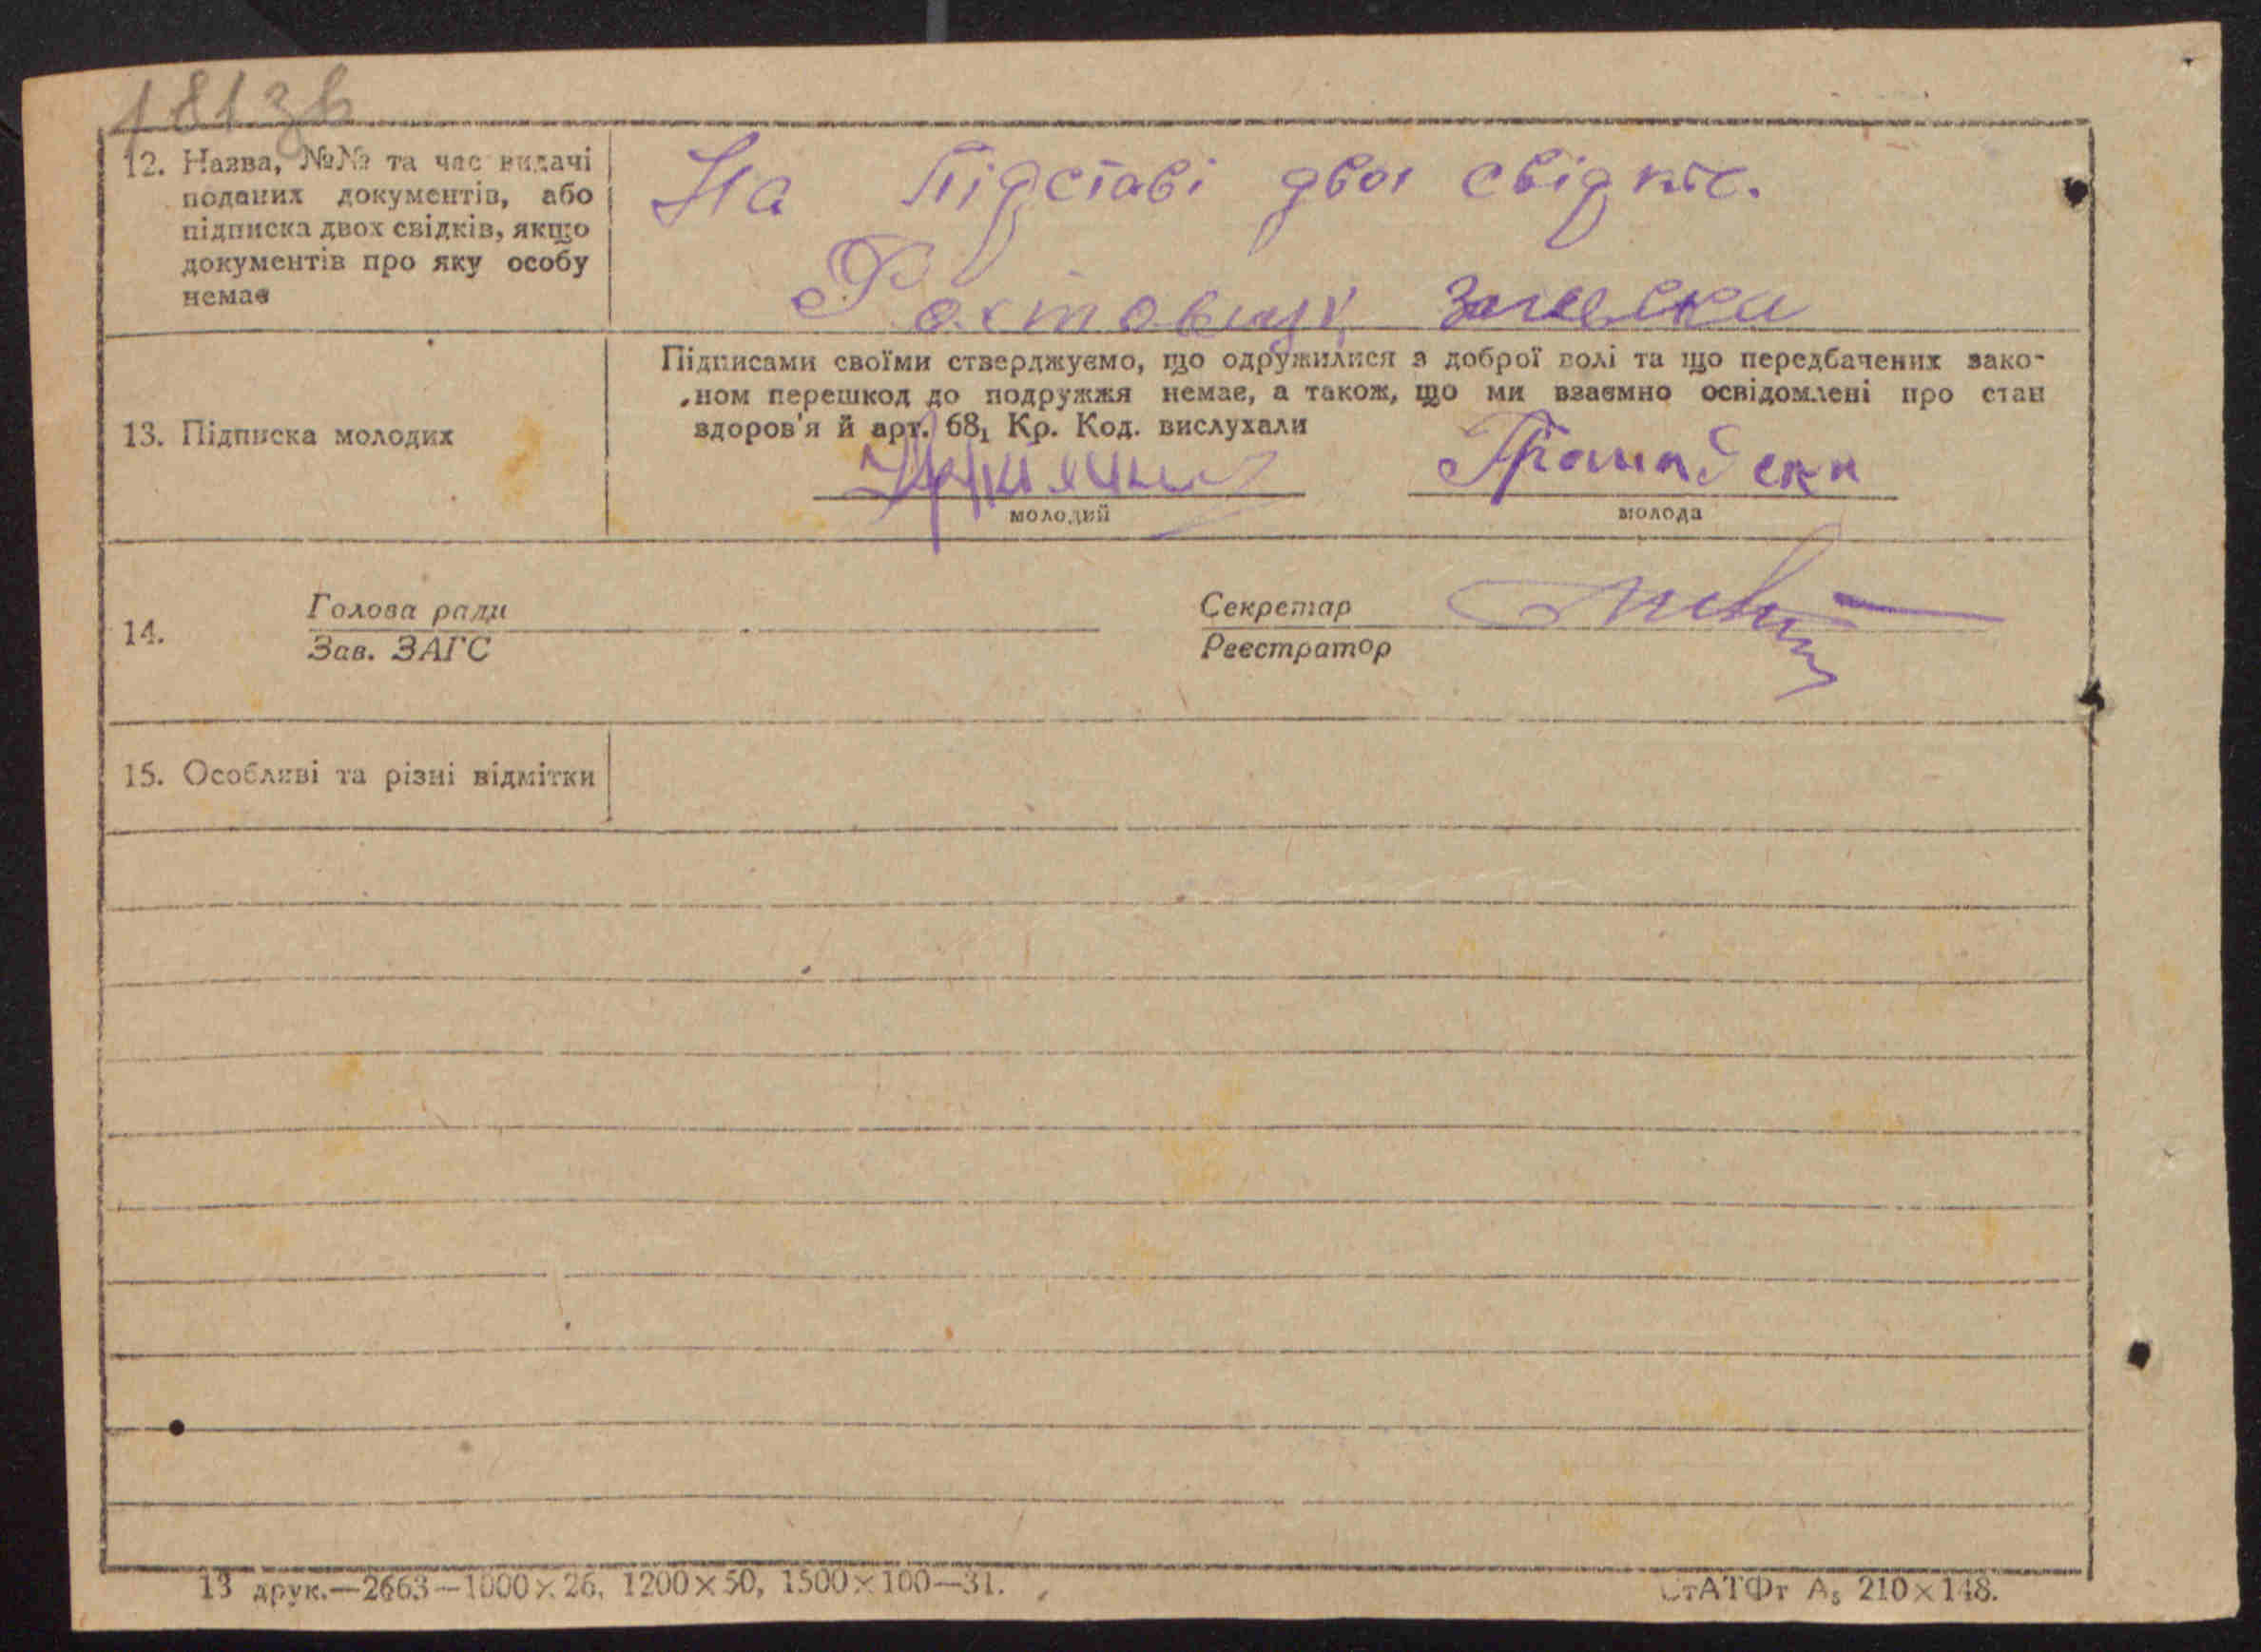 181зв
12. Назва, №№ та час видачі
поданих документів, або
підписка двох свідків, якщо
документів про яку особу
немає
На підставі двох свідків.
13. Підписка молодих
Підписами своїми стверджуємо, що одружилися з доброї волі та що передбачених зако-
ном перешкод до подружжя немає, а також, що ми взаємно освідомлені про стан
здоров'я й арт. 68₁ Кр. Код. вислухали
молодий
молода
14.
Голова ради
Зав. ЗАГС
Секретар
Реєстратор
15. Особливі та різні відмітки
13 друк.—2663—1000×26, 1200×50, 1500×100—31.
СтАТФт А₅ 210×148.